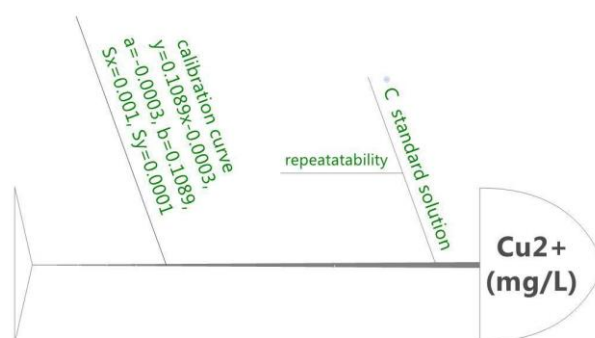 calibration curve
y=0.1089x-0.0003,
a=-0.0003, b=0.1089,
Sx=0.001, Sy=0.0001
C standard solution
repeatatability
Cu2+
(mg/L)